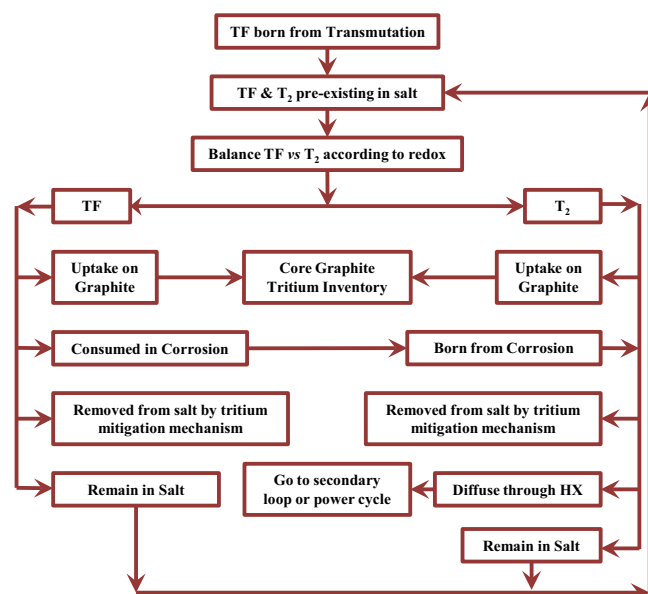 TF born from Transmutation
TF & T₂ pre-existing in salt
Balance TF vs T₂ according to redox
TF
T₂
Uptake on
Graphite
Core Graphite
Tritium Inventory
Uptake on
Graphite
Consumed in Corrosion
Born from Corrosion
Removed from salt by tritium
mitigation mechanism
Removed from salt by tritium
mitigation mechanism
Remain in Salt
Go to secondary
loop or power cycle
Diffuse through HX
Remain in Salt